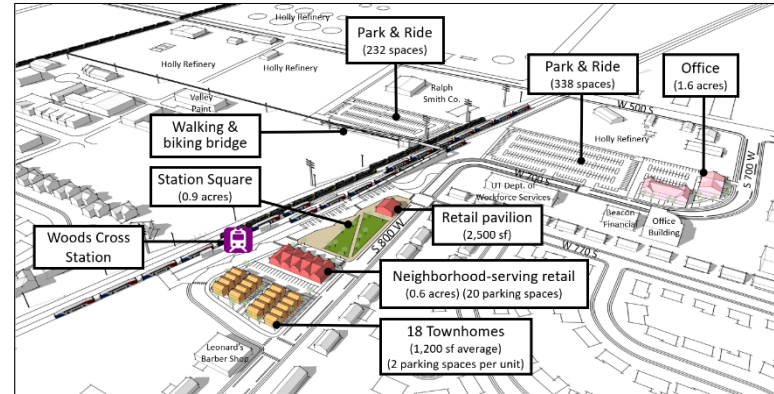 Holly Refinery
Park & Ride
(232 spaces)
Holly Refinery
Holly Refinery
Ralph
Smith Co.
Park & Ride
(338 spaces)
Office
(1.6 acres)
W 500 S
Valley
Paint
Walking &
biking bridge
Holly Refinery
S 700 W
Station Square
(0.9 acres)
W 700 S
UT Dept. of
Workforce Services
Retail pavilion
(2,500 sf)
Beacon
Financial
Office
Building
S 800 W
W 770 S
Woods Cross
Station
Neighborhood-serving retail
(0.6 acres) (20 parking spaces)
18 Townhomes
(1,200 sf average)
(2 parking spaces per unit)
Leonard's
Barber Shop